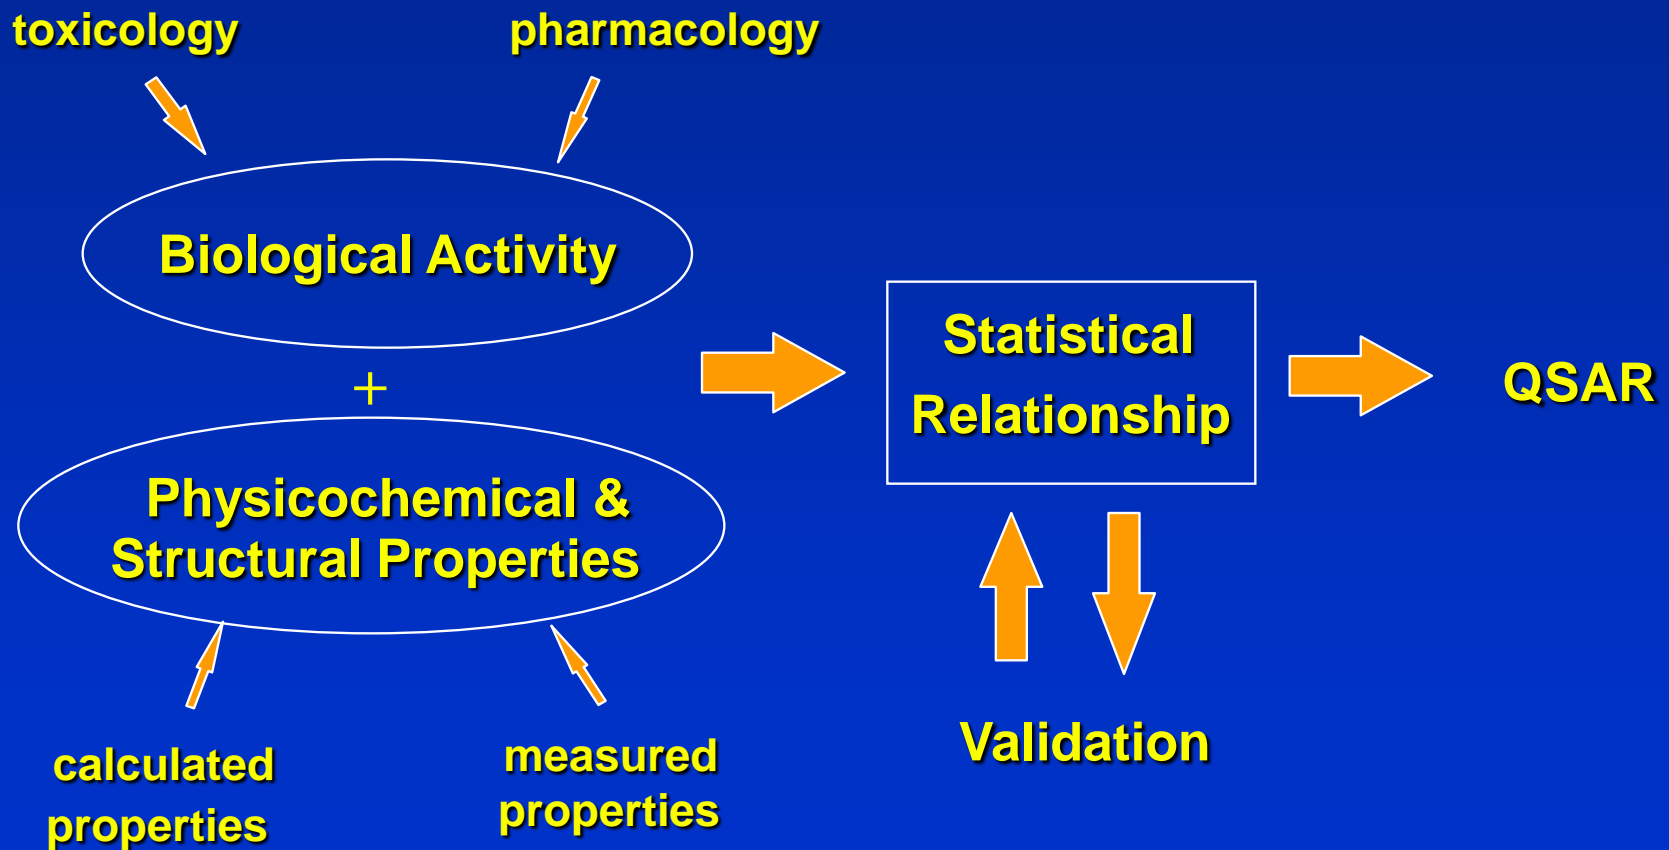 toxicology
pharmacology
Biological Activity
+
Physicochemical &
Structural Properties
calculated
properties
measured
properties
Statistical
Relationship
Validation
QSAR